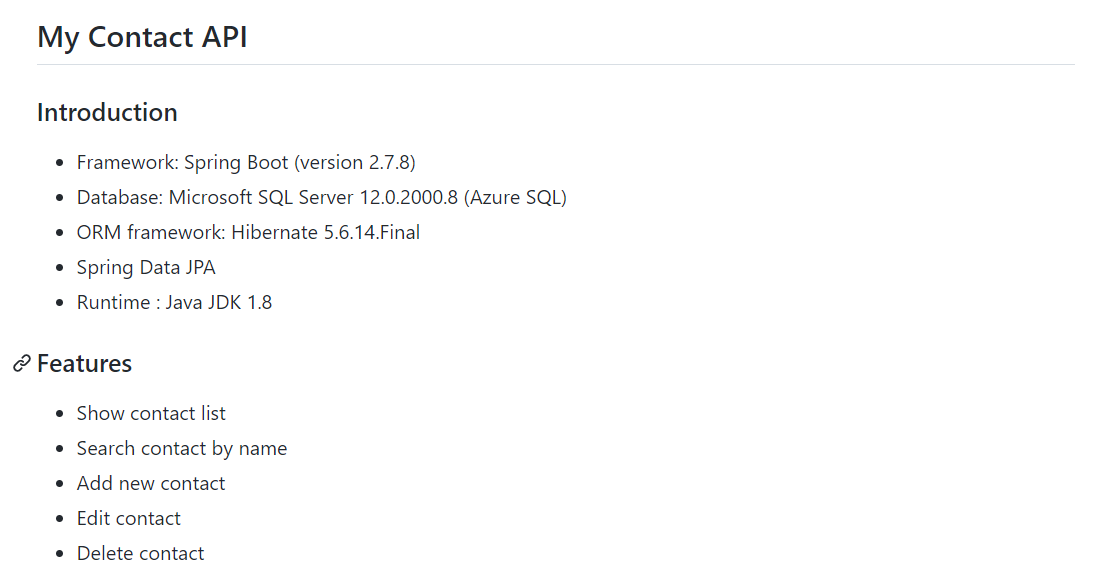 My Contact API
Introduction
Framework: Spring Boot (version 2.7.8)
Database: Microsoft SQL Server 12.0.2000.8 (Azure SQL)
ORM framework: Hibernate 5.6.14.Final
Spring Data JPA
Runtime : Java JDK 1.8
Features
Show contact list
Search contact by name
Add new contact
Edit contact
Delete contact